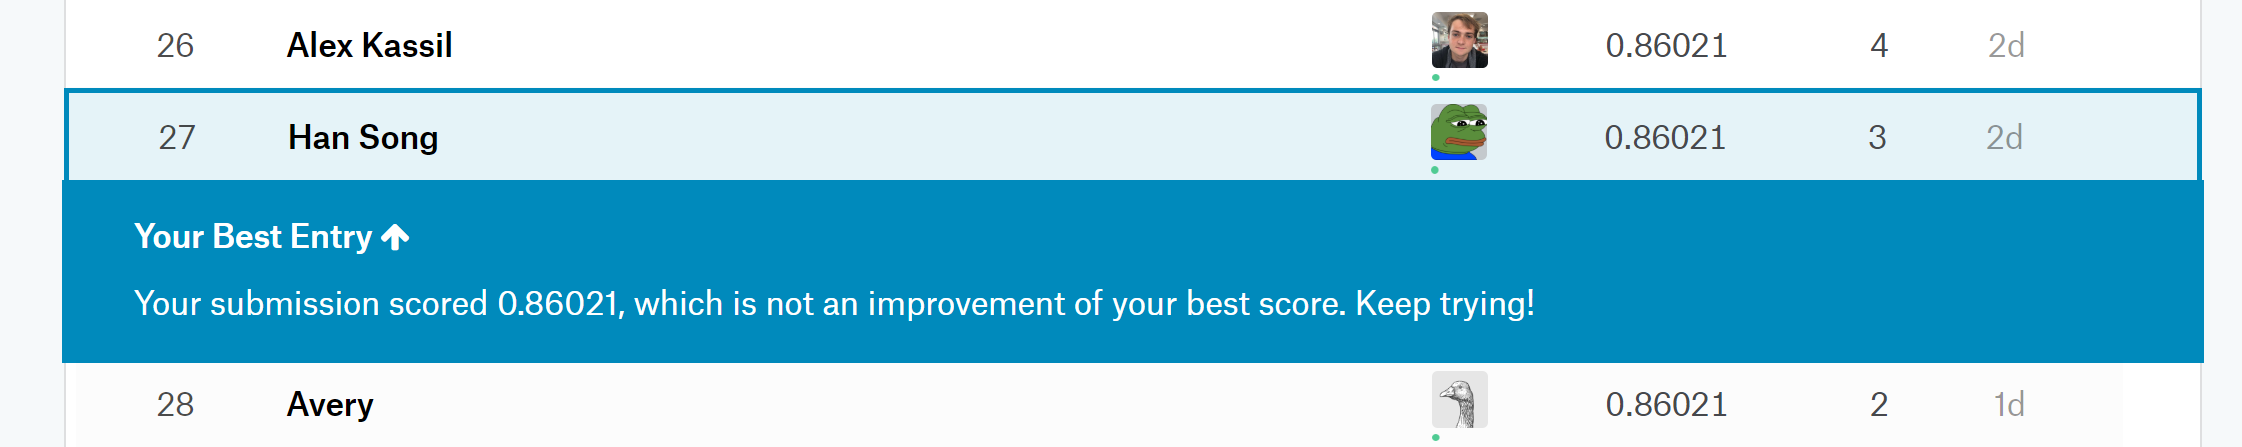 26 Alex Kassil 0.86021 4 2d
27 Han Song 0.86021 3 2d
Your Best Entry
Your submission scored 0.86021, which is not an improvement of your best score. Keep trying!
28 Avery 0.86021 2 1d